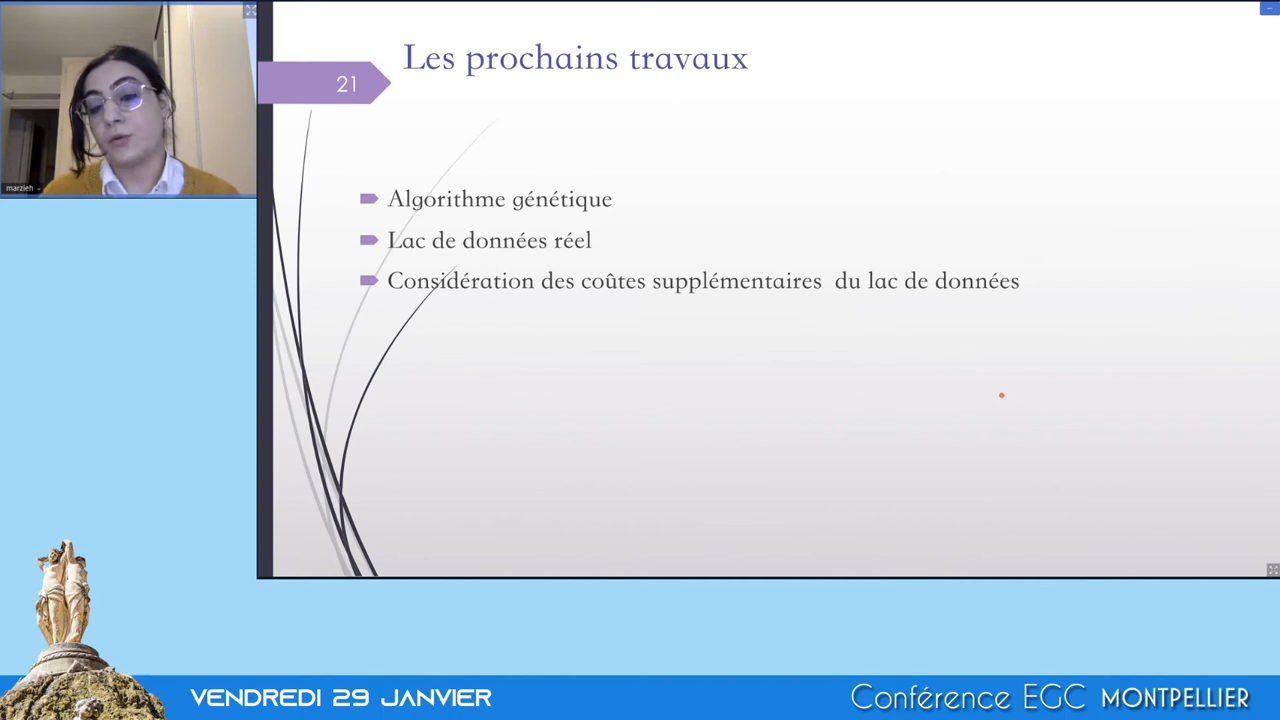 marzieh
21
Les prochains travaux
Algorithme génétique
Lac de données réel
Considération des coûtes supplémentaires du lac de données
VENDREDI 29 JANVIER
Conférence EGC MONTPELLIER